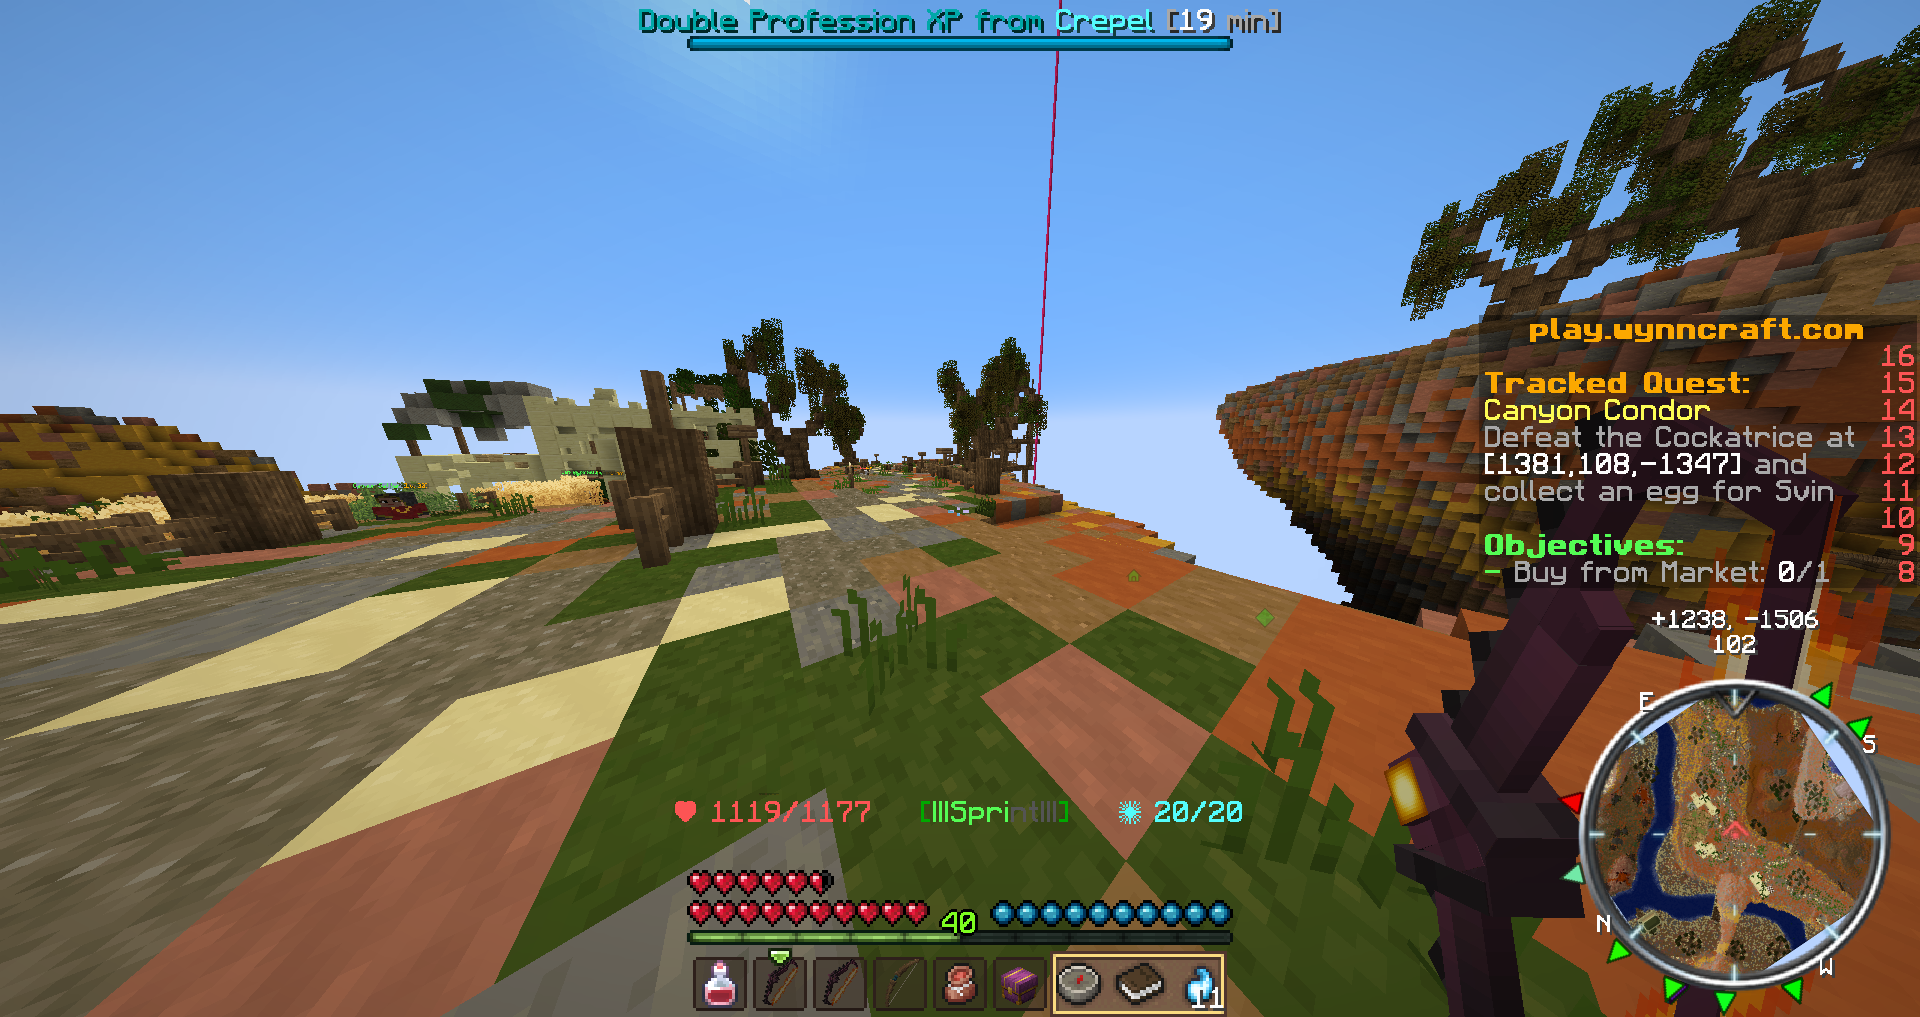 Double Profession XP from Crepel [19 min]
play.wynncraft.com
16
Tracked Quest: 15
Canyon Condor 14
Defeat the Cockatrice at 13
[1381,108,-1347] and 12
collect an egg for Svin 11
10
Objectives: 9
- Buy from Market: 0/1 8
+1238, -1506
102
E
S
N
W
1119/1177 [|||Sprint|||] 20/20
40
11